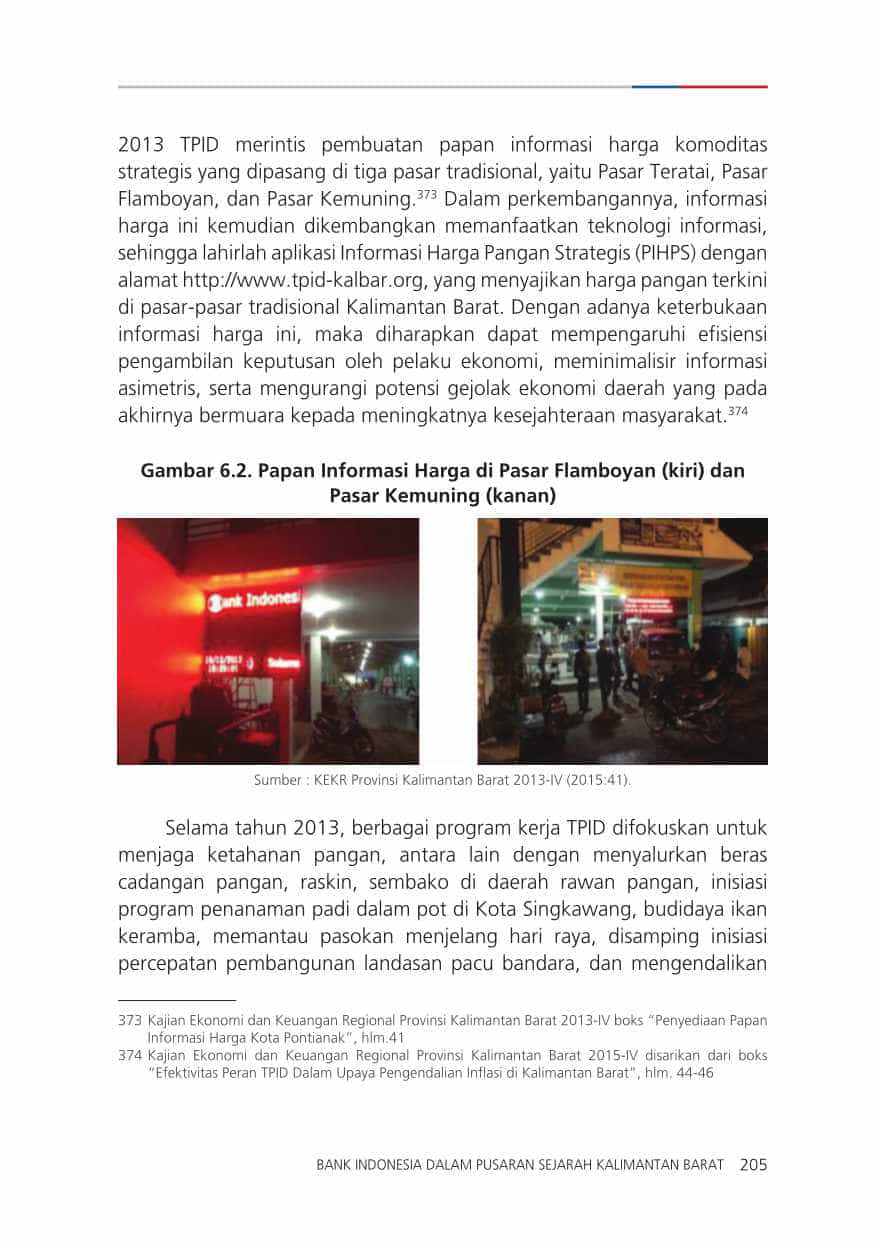 2013 TPID merintis pembuatan papan informasi harga komoditas
strategis yang dipasang di tiga pasar tradisional, yaitu Pasar Teratai, Pasar
Flamboyan, dan Pasar Kemuning.373 Dalam perkembangannya, informasi
harga ini kemudian dikembangkan memanfaatkan teknologi informasi,
sehingga lahirlah aplikasi Informasi Harga Pangan Strategis (PIHPS) dengan
alamat http://www.tpid-kalbar.org, yang menyajikan harga pangan terkini
di pasar-pasar tradisional Kalimantan Barat. Dengan adanya keterbukaan
informasi harga ini, maka diharapkan dapat mempengaruhi efisiensi
pengambilan keputusan oleh pelaku ekonomi, meminimalisir informasi
asimetris, serta mengurangi potensi gejolak ekonomi daerah yang pada
akhirnya bermuara kepada meningkatnya kesejahteraan masyarakat.374
Gambar 6.2. Papan Informasi Harga di Pasar Flamboyan (kiri) dan
Pasar Kemuning (kanan)
Bank Indonesi
Selama
Sumber : KEKR Provinsi Kalimantan Barat 2013-IV (2015:41).
Selama tahun 2013, berbagai program kerja TPID difokuskan untuk
menjaga ketahanan pangan, antara lain dengan menyalurkan beras
cadangan pangan, raskin, sembako di daerah rawan pangan, inisiasi
program penanaman padi dalam pot di Kota Singkawang, budidaya ikan
keramba, memantau pasokan menjelang hari raya, disamping inisiasi
percepatan pembangunan landasan pacu bandara, dan mengendalikan
373 Kajian Ekonomi dan Keuangan Regional Provinsi Kalimantan Barat 2013-IV boks “Penyediaan Papan
Informasi Harga Kota Pontianak”, hlm.41
374 Kajian Ekonomi dan Keuangan Regional Provinsi Kalimantan Barat 2015-IV disarikan dari boks
“Efektivitas Peran TPID Dalam Upaya Pengendalian Inflasi di Kalimantan Barat”, hlm. 44-46
BANK INDONESIA DALAM PUSARAN SEJARAH KALIMANTAN BARAT 205